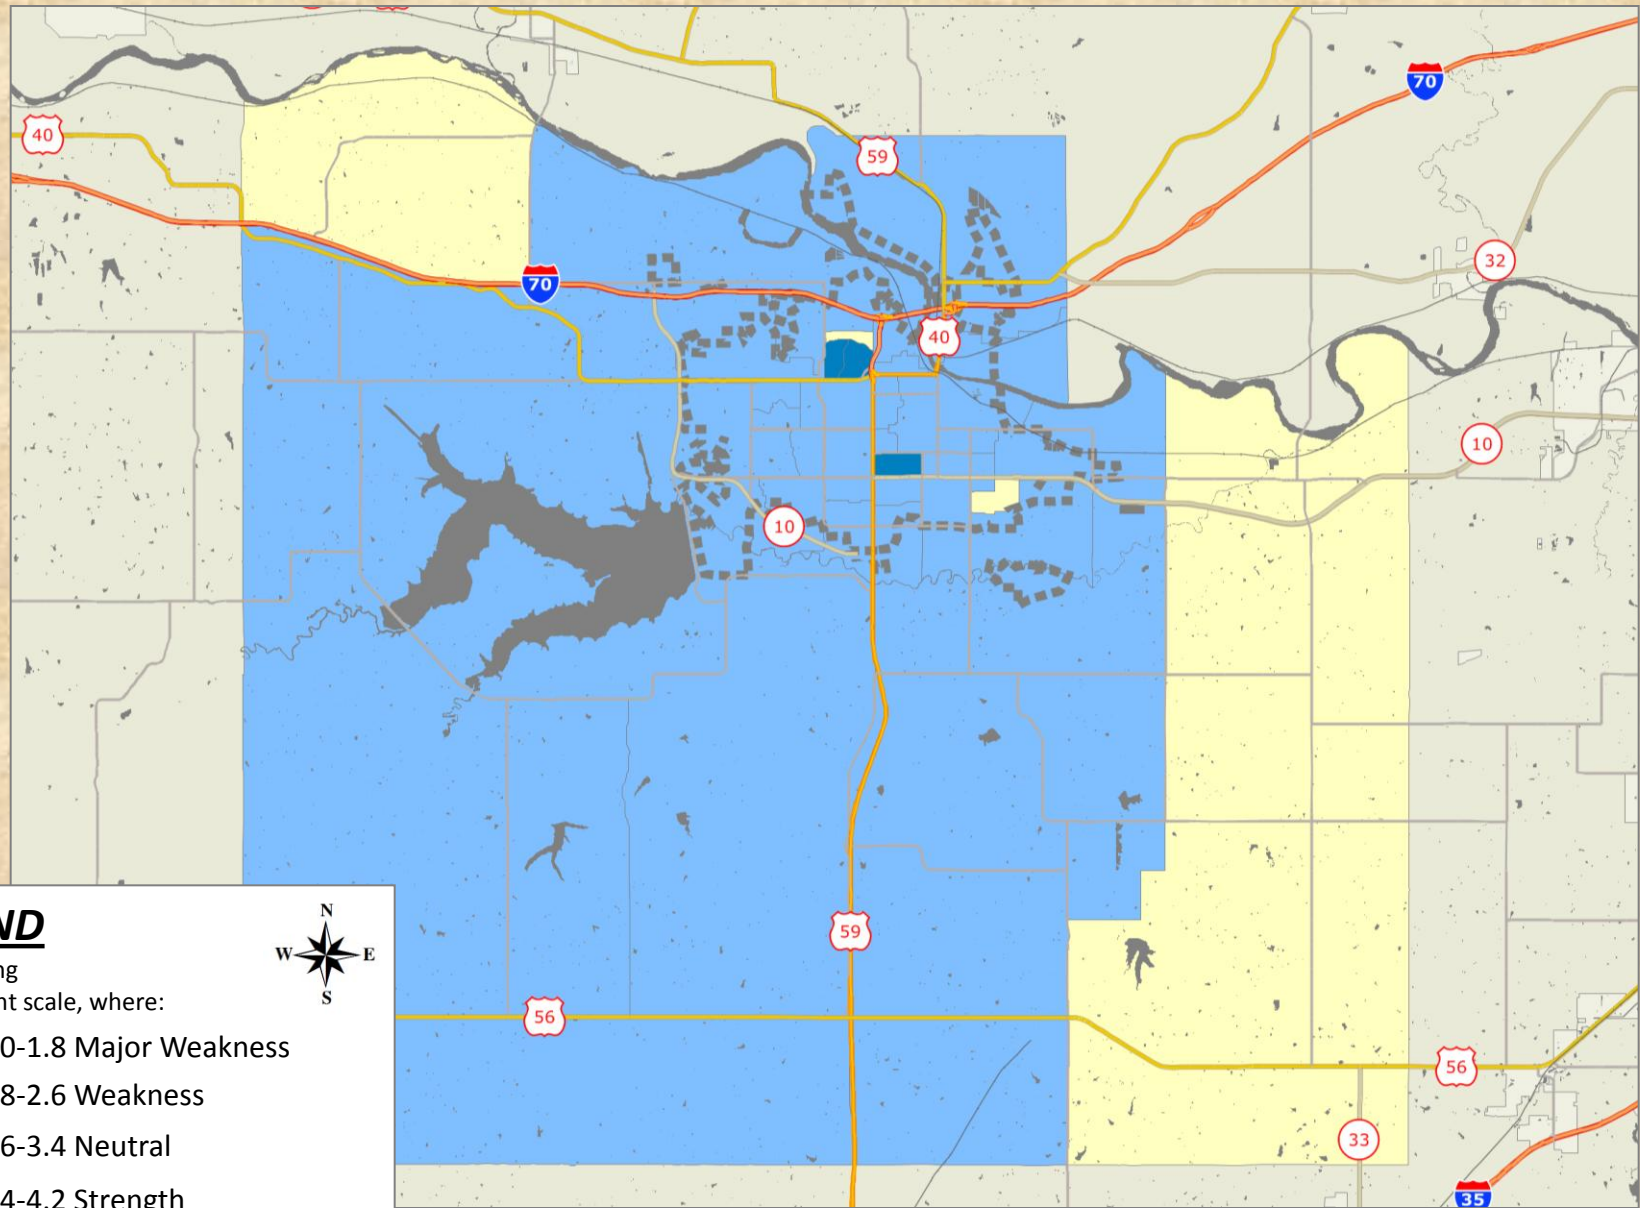 70
40
59
32
70
40
10
10
59
ND
N
W E
S
ng
nt scale, where:
56
0-1.8 Major Weakness
56
8-2.6 Weakness
33
6-3.4 Neutral
35
4-4.2 Strength